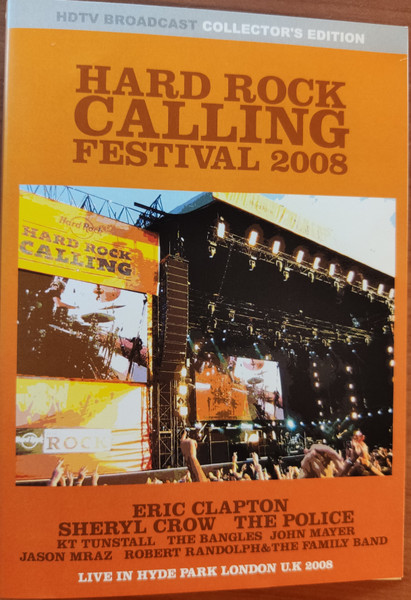 HDTV BROADCAST COLLECTOR'S EDITION
HARD ROCK
CALLING
FESTIVAL 2008
Hard Rock
HARD ROCK
CALLING
ROCK
ERIC CLAPTON
SHERYL CROW THE POLICE
KT TUNSTALL THE BANGLES JOHN MAYER
JASON MRAZ ROBERT RANDOLPH&THE FAMILY BAND
LIVE IN HYDE PARK LONDON U.K 2008